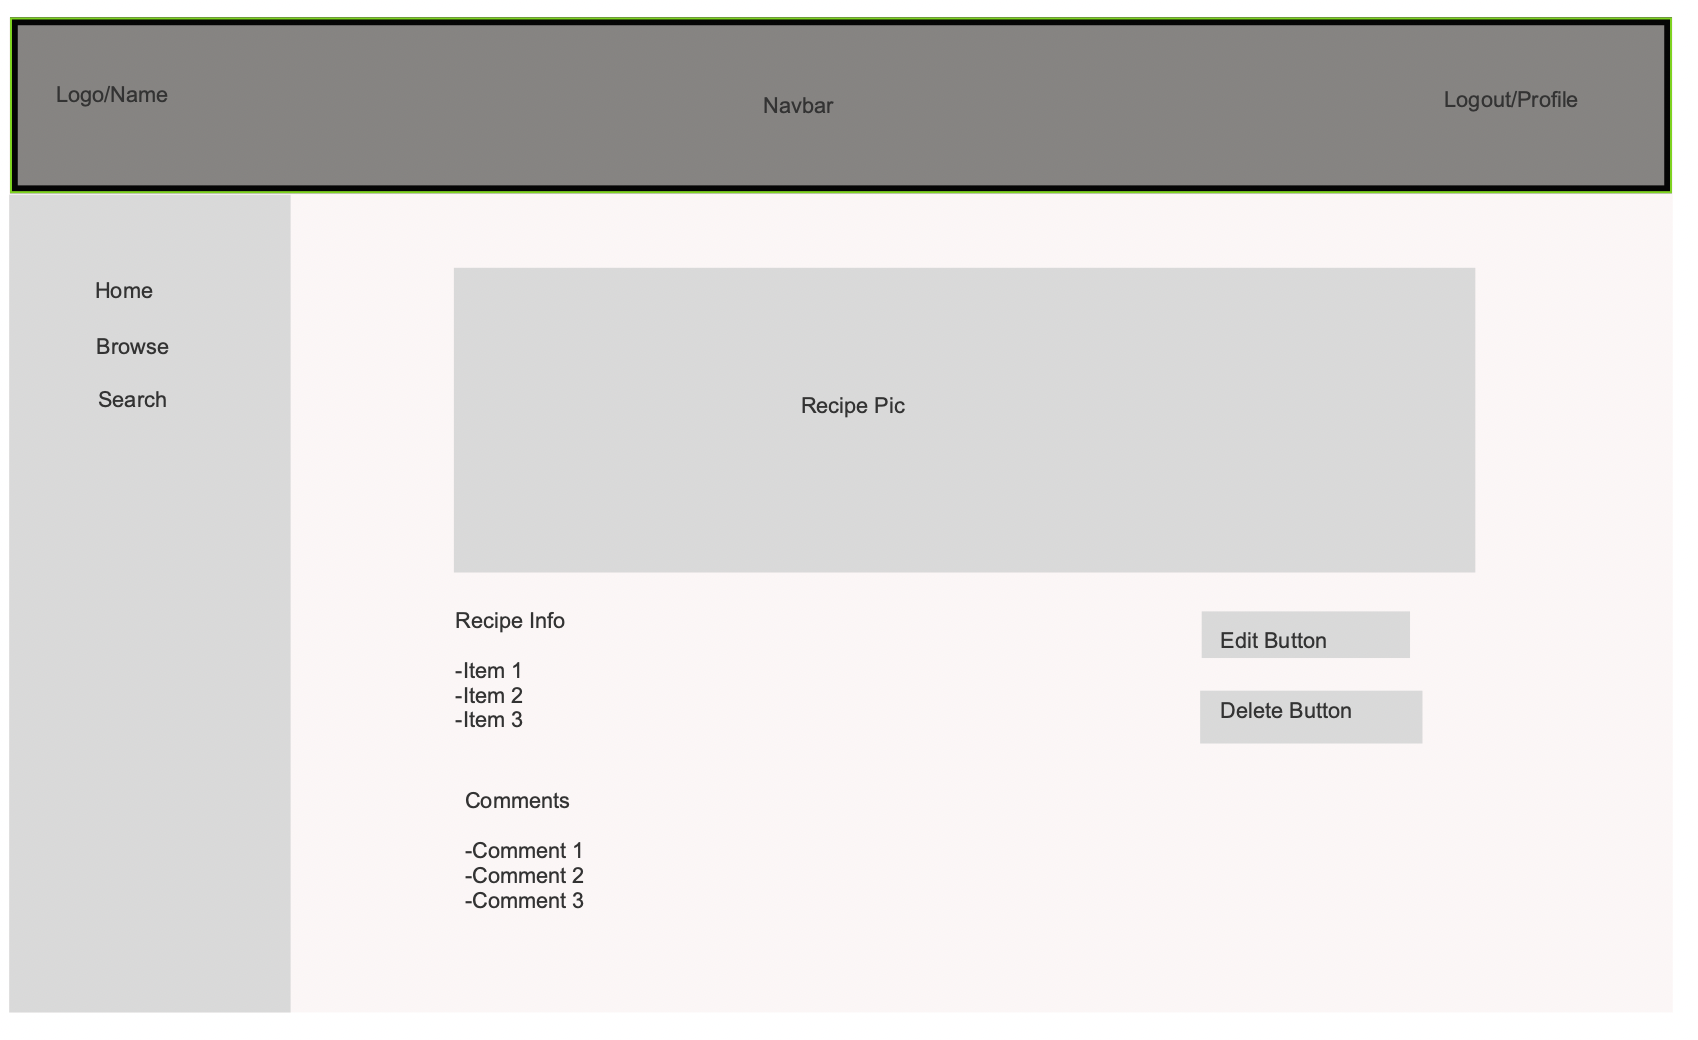 Logo/Name
Navbar
Logout/Profile
Home
Browse
Search
Recipe Pic
Recipe Info
-Item 1
-Item 2
-Item 3
Edit Button
Delete Button
Comments
-Comment 1
-Comment 2
-Comment 3